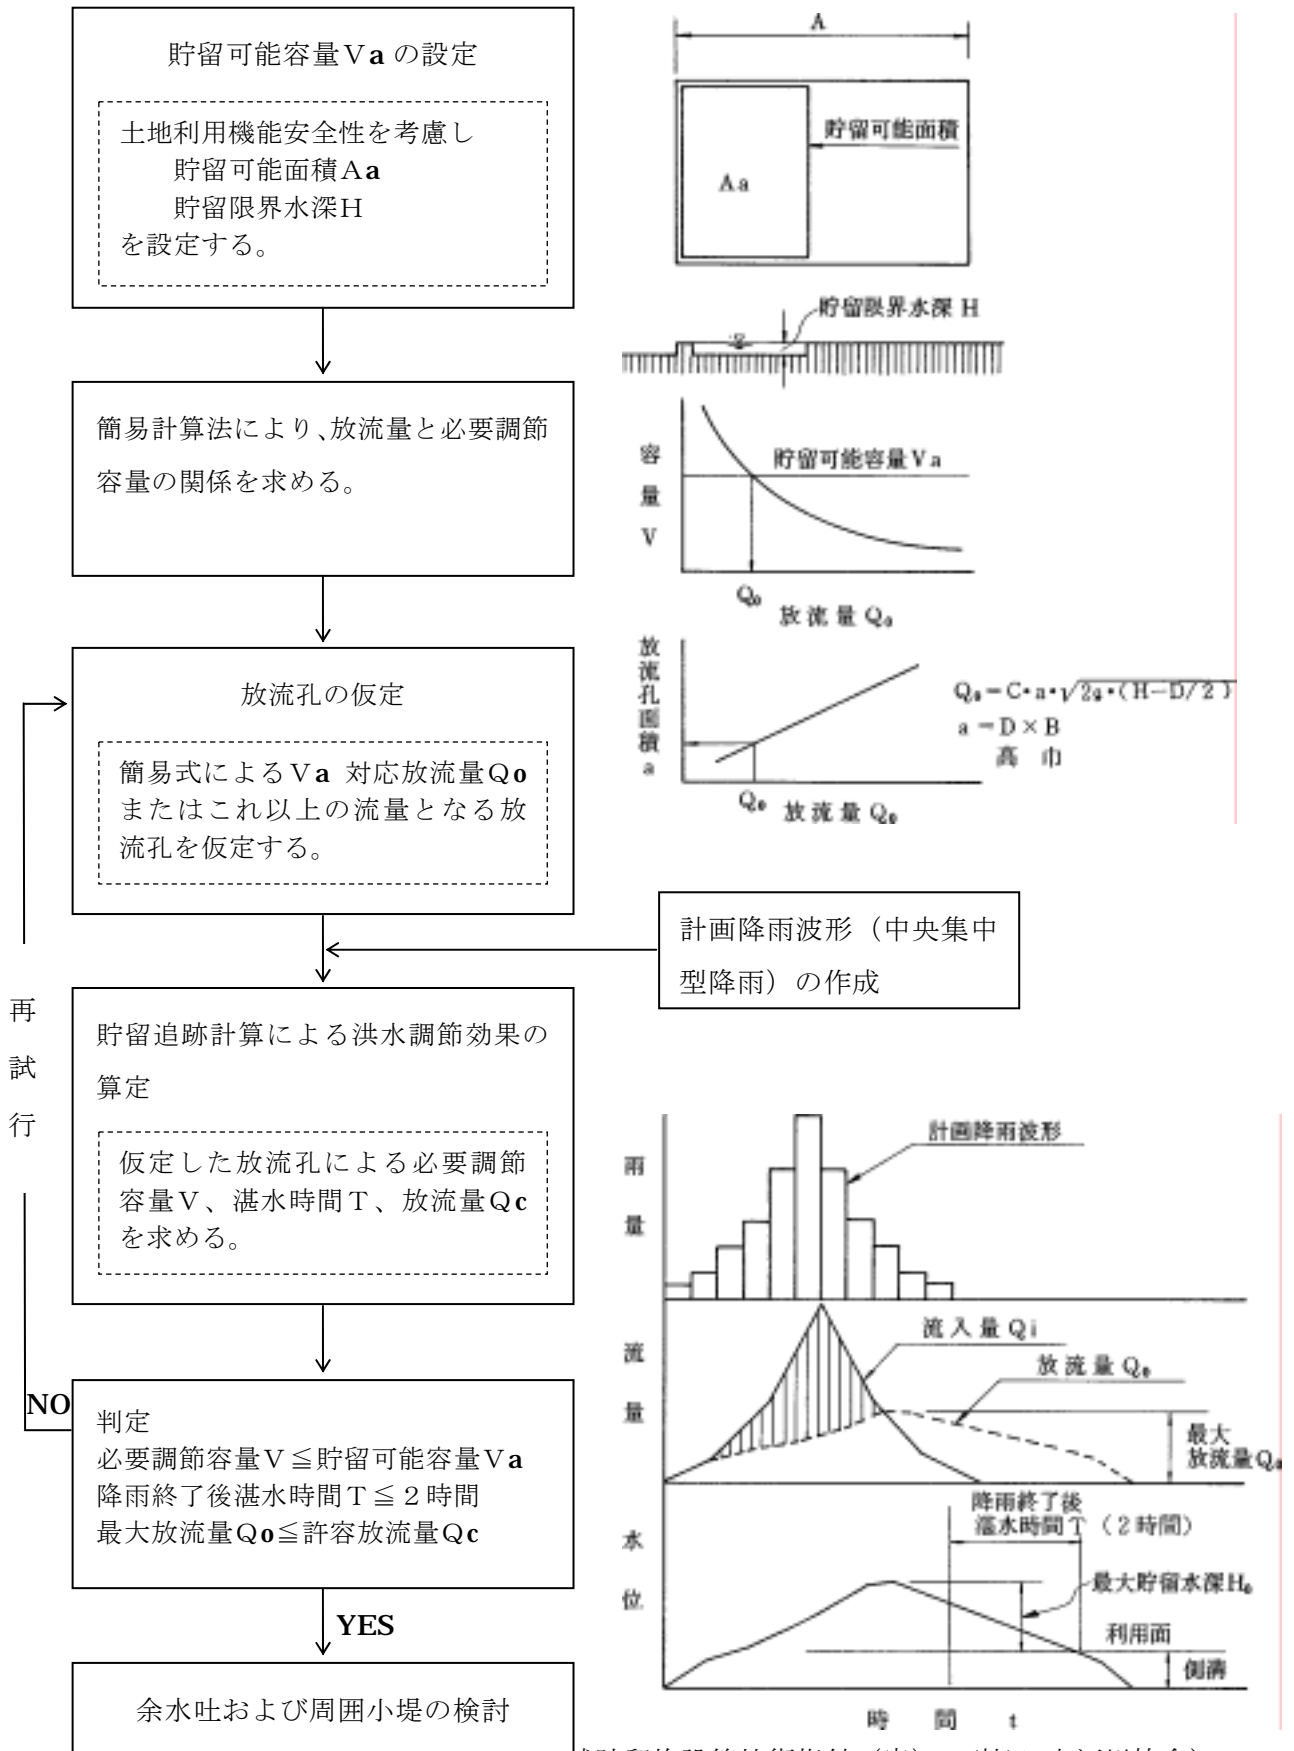 貯留可能容量Ｖa の設定
土地利用機能安全性を考慮し
貯留可能面積Ａa
貯留限界水深Ｈ
を設定する。
A
貯留可能面積
Aa
貯留限界水深 H
簡易計算法により、放流量と必要調節
容量の関係を求める。
容量V
貯留可能容量Va
Q₀
放流量Q₀
放流孔の仮定
簡易式によるＶa 対応放流量Ｑo
またはこれ以上の流量となる放
流孔を仮定する。
放流孔面積a
Q₀＝C・a・√2g・(H−D/2)
a＝D×B
高 巾
Q₀
放流量Q₀
計画降雨波形（中央集中
型降雨）の作成
再試行
貯留追跡計算による洪水調節効果の
算定
仮定した放流孔による必要調節
容量Ｖ、湛水時間Ｔ、放流量Ｑc
を求める。
雨量
計画降雨波形
流量
流入量Qi
放流量Q₀
最大
放流量Q₀
NO
判定
必要調節容量Ｖ≦貯留可能容量Ｖa
降雨終了後湛水時間Ｔ≦２時間
最大放流量Ｑo≦許容放流量Ｑc
水位
降雨終了後
湛水時間T（2時間）
最大貯留水深H₀
利用面
側溝
時間 t
YES
余水吐および周囲小堤の検討